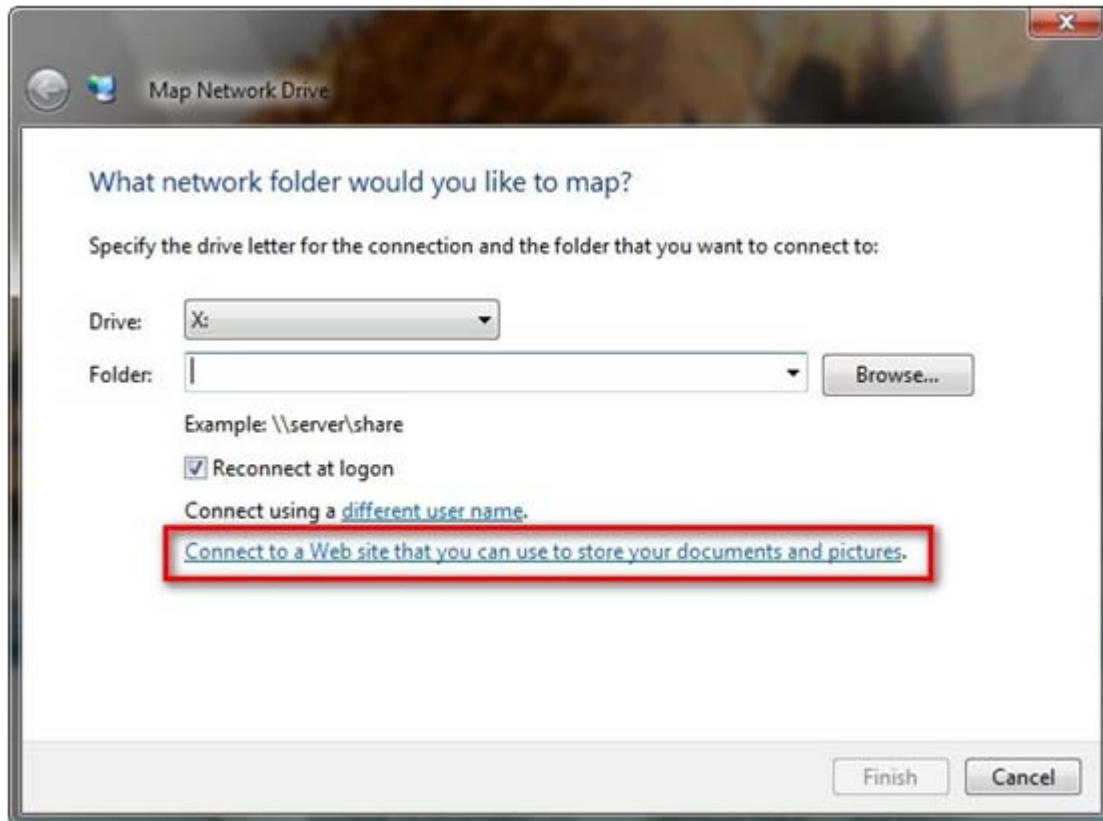 Map Network Drive
What network folder would you like to map?
Specify the drive letter for the connection and the folder that you want to connect to:
Drive: X:
Folder: Browse...
Example: \\server\share
Reconnect at logon
Connect using a different user name.
Connect to a Web site that you can use to store your documents and pictures.
Finish Cancel